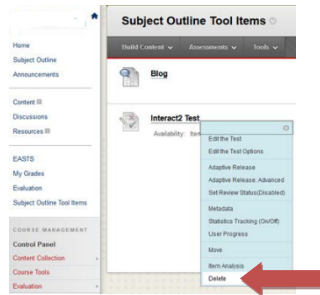 Home
Subject Outline
Announcements
Content
Discussions
Resources
EASTS
My Grades
Evaluation
Subject Outline Tool Items
COURSE MANAGEMENT
Control Panel
Content Collection
Course Tools
Evaluation
Subject Outline Tool Items
Build Content Assessments Tools
Blog
Interact2 Test
Availability:
Edit the Test
Edit the Test Options
Adaptive Release
Adaptive Release: Advanced
Set Review Status(Disabled)
Metadata
Statistics Tracking (On/Off)
User Progress
Move
Item Analysis
Delete